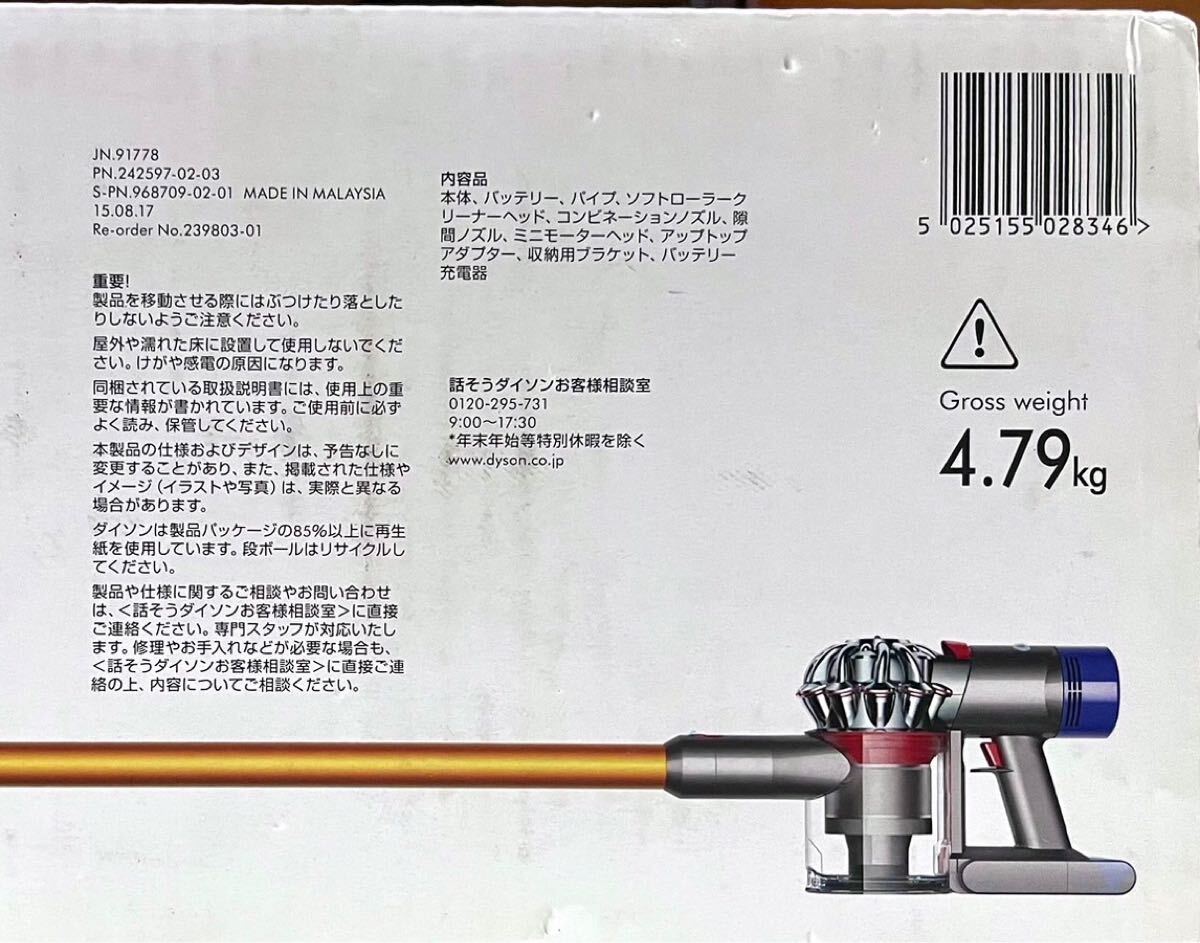 JN.91778
PN.242597-02-03
S-PN.968709-02-01 MADE IN MALAYSIA
15.08.17
Re-order No.239803-01
重要!
製品を移動させる際にはぶつけたり落とした
りしないようご注意ください。
屋外や濡れた床に設置して使用しないでくだ
さい。けがや感電の原因になります。
同梱されている取扱説明書には、使用上の重
要な情報が書かれています。ご使用前に必ず
よく読み、保管してください。
本製品の仕様およびデザインは、予告なしに
変更することがあり、また、掲載された仕様や
イメージ（イラストや写真）は、実際と異なる
場合があります。
ダイソンは製品パッケージの85%以上に再生
紙を使用しています。段ボールはリサイクルし
てください。
製品や仕様に関するご相談やお問い合わせ
は、<話そうダイソンお客様相談室>に直接
ご連絡ください。専門スタッフが対応いたし
ます。修理やお手入れなどが必要な場合も、
<話そうダイソンお客様相談室>に直接ご連
絡の上、内容についてご相談ください。
内容品
本体、バッテリー、パイプ、ソフトローラーク
リーナーヘッド、コンビネーションノズル、隙
間ノズル、ミニモーターヘッド、アップトップ
アダプター、収納用ブラケット、バッテリー
充電器
話そうダイソンお客様相談室
0120-295-731
9:00〜17:30
*年末年始等特別休暇を除く
www.dyson.co.jp
5 025155 028346 >
Gross weight
4.79kg